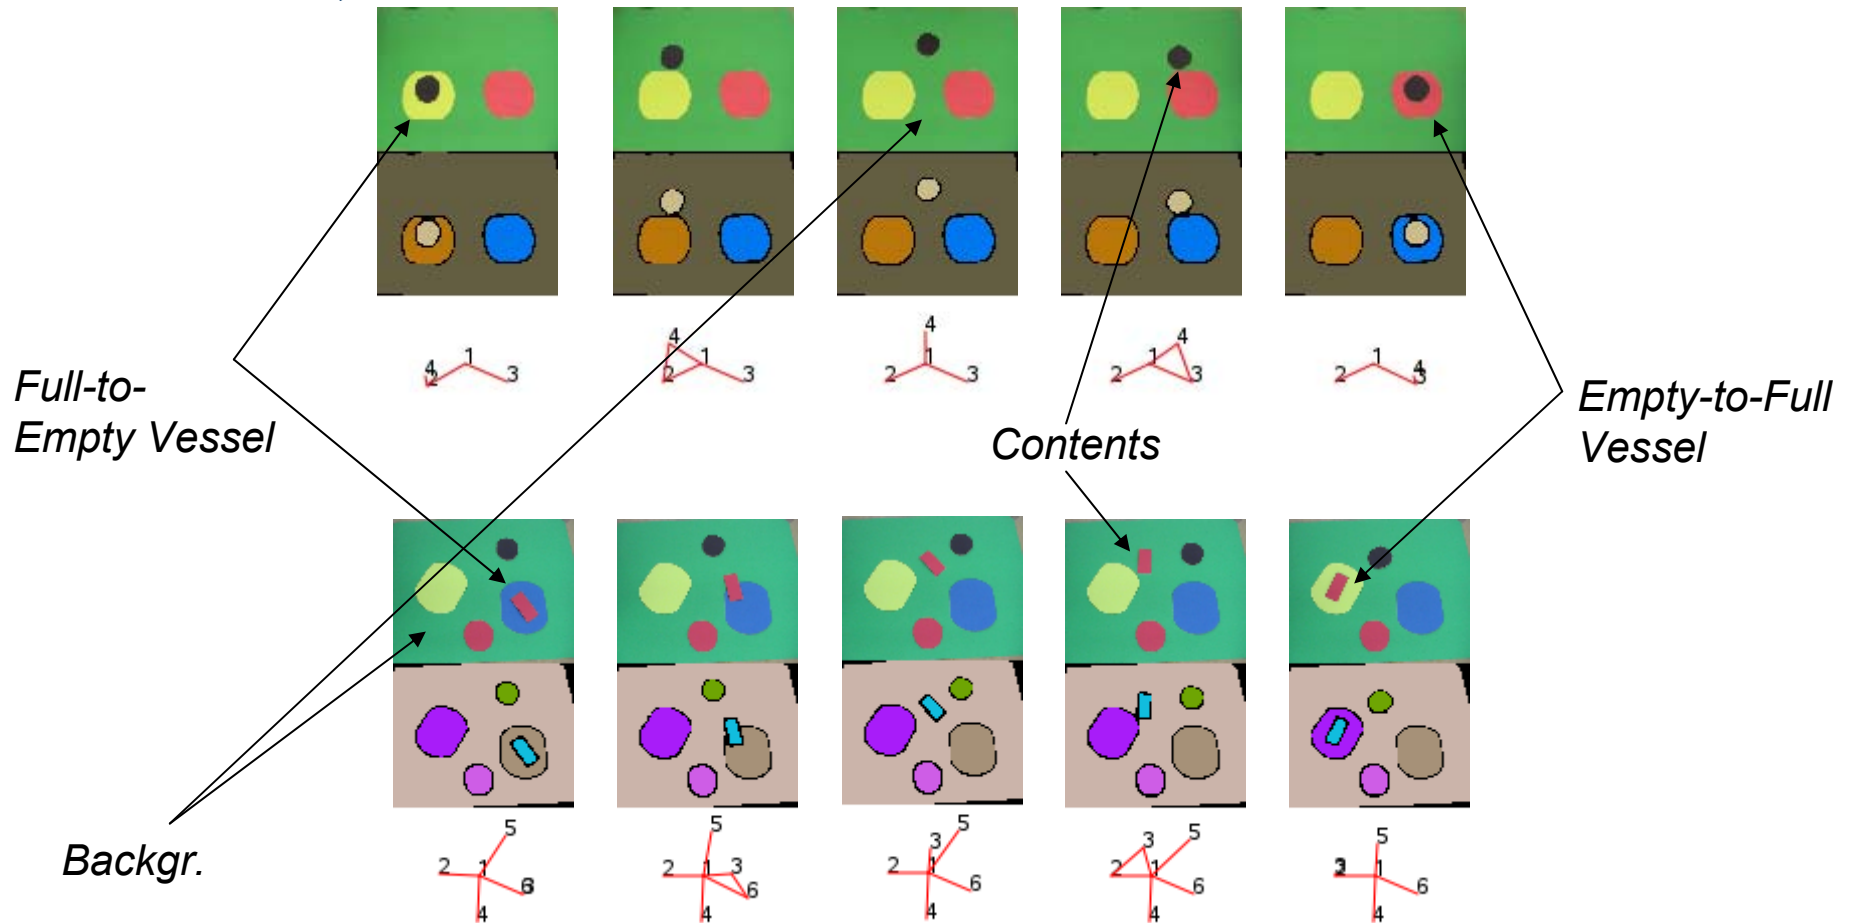 4 2 1 3
4 2 1 3
4 1 2 3
4 1 2 3
1 2 4 3
Full-to-
Empty Vessel
Contents
Empty-to-Full
Vessel
Backgr.
5 2 1 6 4
5 2 1 3 6 4
5 3 2 1 6 4
5 3 2 1 6 4
5 1 2 6 4